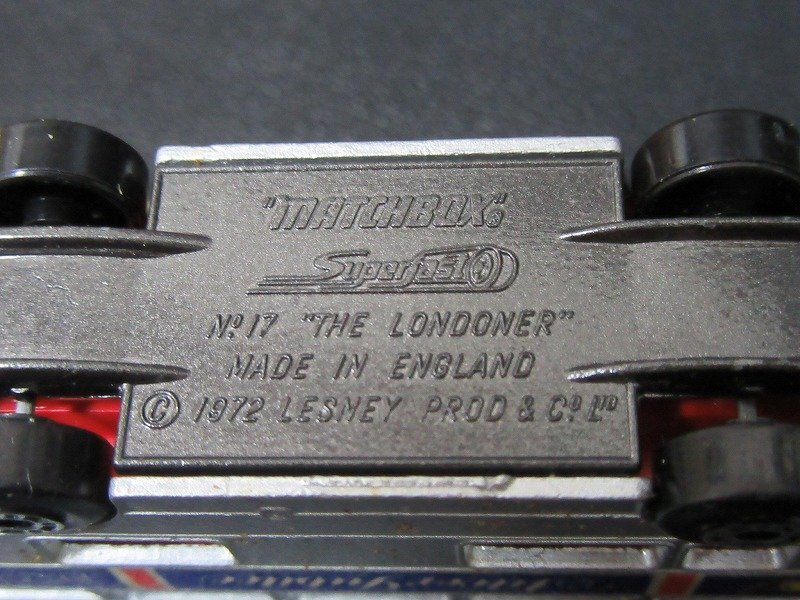 "MATCHBOX"®
Superfast
Nº 17 "THE LONDONER"
MADE IN ENGLAND
© 1972 LESNEY PROD & Cº Lᵀᴰ